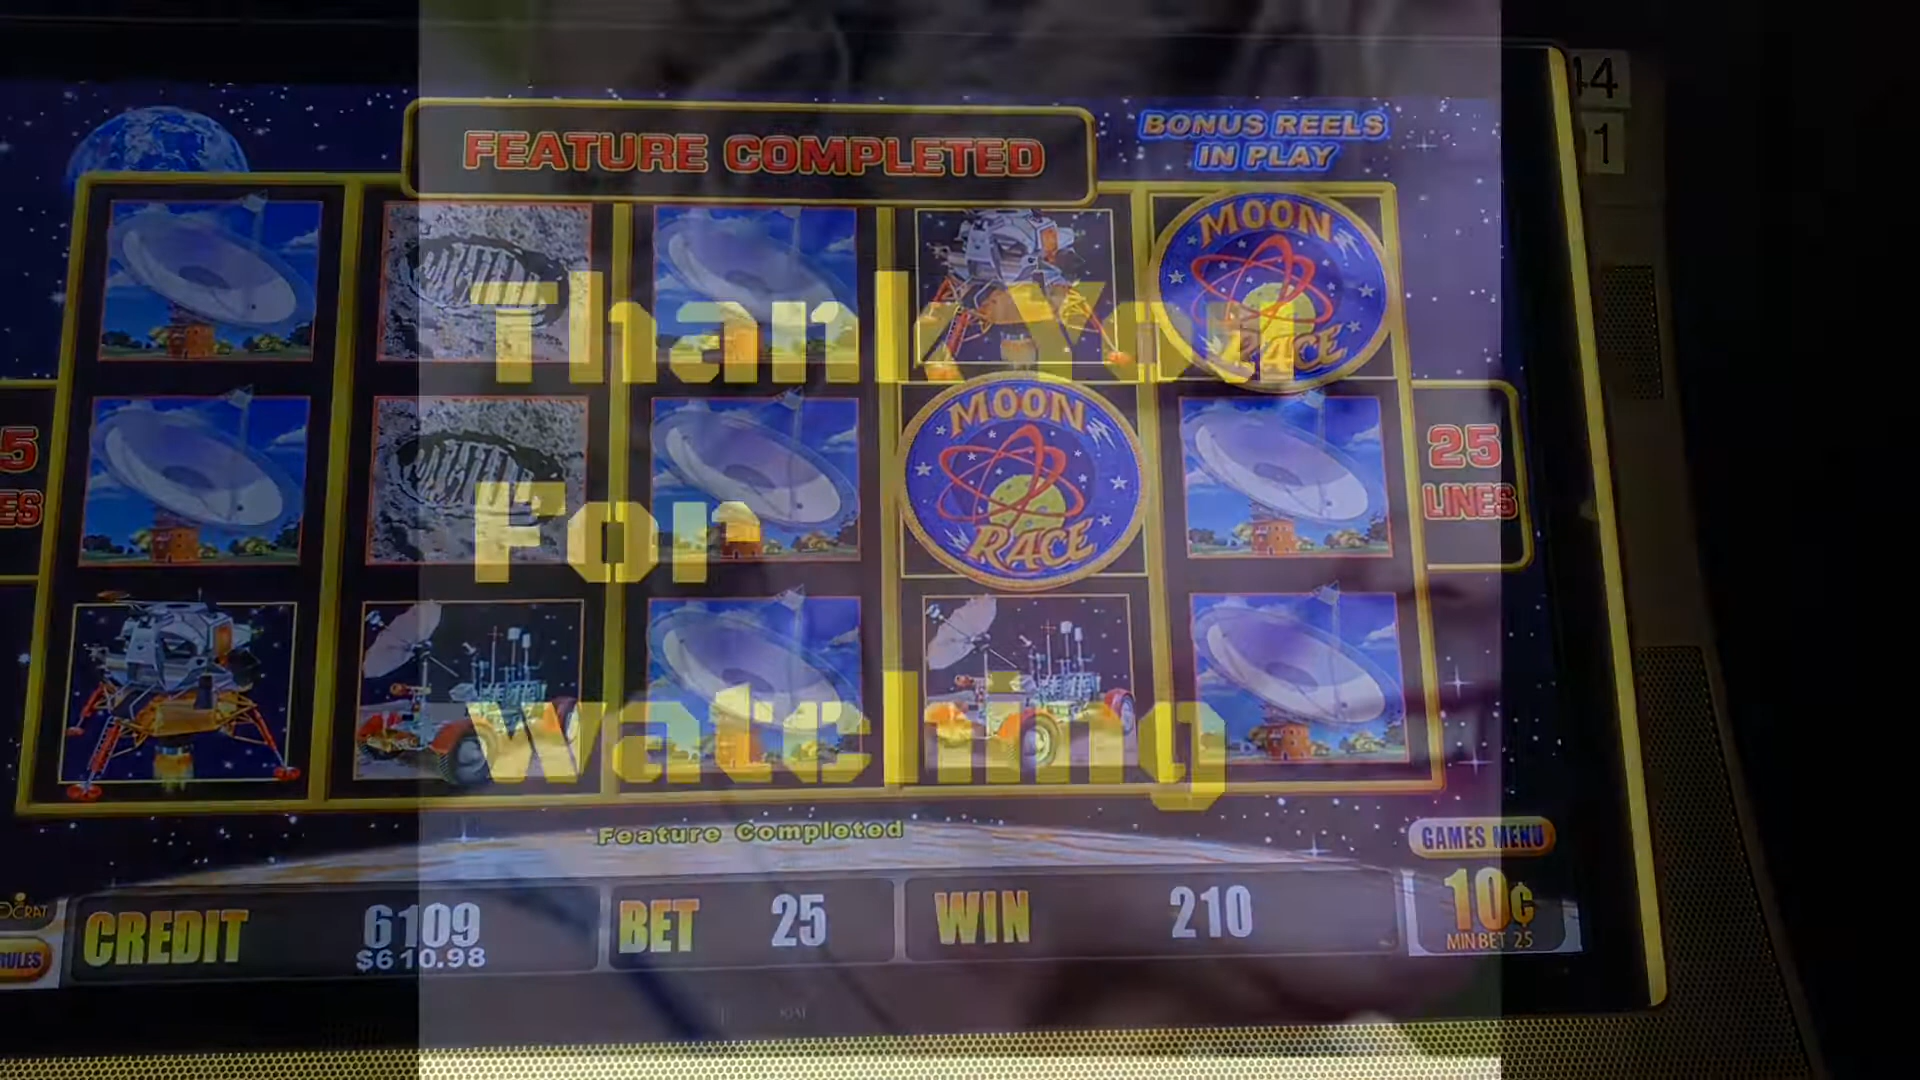 44
1
FEATURE COMPLETED
BONUS REELS
IN PLAY
MOON
RACE
Thank You
MOON
RACE
For
25
LINES
watching
Feature Completed
GAMES MENU
CREDIT 6109
$610.98
BET 25
WIN 210
10¢
MIN BET 25